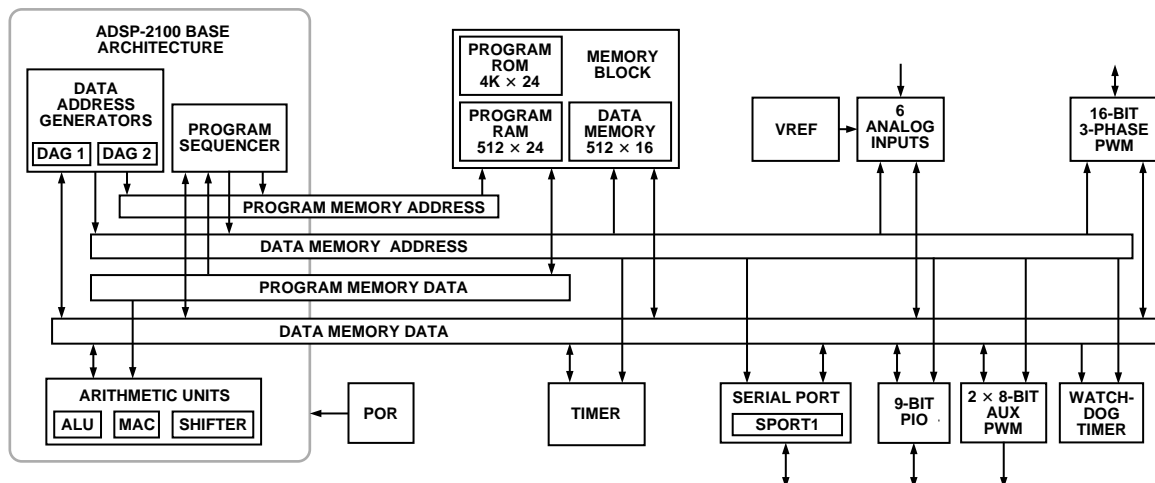 ADSP-2100 BASE
ARCHITECTURE
DATA
ADDRESS
GENERATORS
DAG 1
DAG 2
PROGRAM
SEQUENCER
PROGRAM
ROM
4K × 24
MEMORY
BLOCK
PROGRAM
RAM
512 × 24
DATA
MEMORY
512 × 16
VREF
6
ANALOG
INPUTS
16-BIT
3-PHASE
PWM
PROGRAM MEMORY ADDRESS
DATA MEMORY ADDRESS
PROGRAM MEMORY DATA
DATA MEMORY DATA
ARITHMETIC UNITS
ALU
MAC
SHIFTER
POR
TIMER
SERIAL PORT
SPORT1
9-BIT
PIO
2 × 8-BIT
AUX
PWM
WATCH-
DOG
TIMER